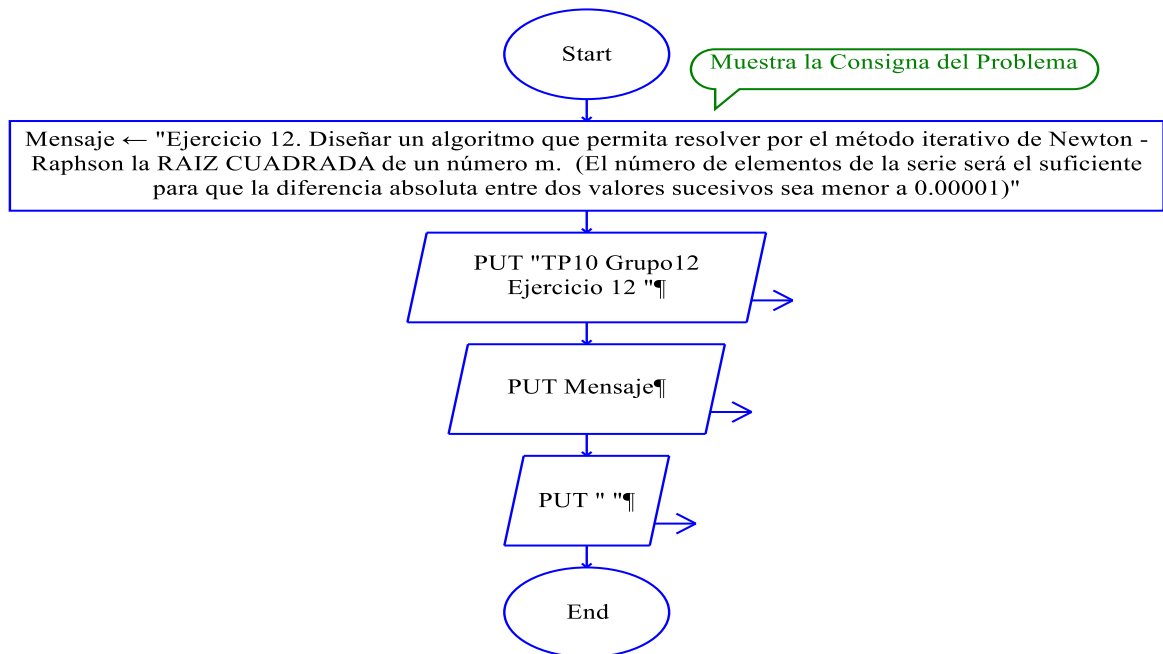 Start
Muestra la Consigna del Problema
Mensaje ← "Ejercicio 12. Diseñar un algoritmo que permita resolver por el método iterativo de Newton -
Raphson la RAIZ CUADRADA de un número m.  (El número de elementos de la serie será el suficiente
para que la diferencia absoluta entre dos valores sucesivos sea menor a 0.00001)"
PUT "TP10 Grupo12
Ejercicio 12 "¶
PUT Mensaje¶
PUT " "¶
End